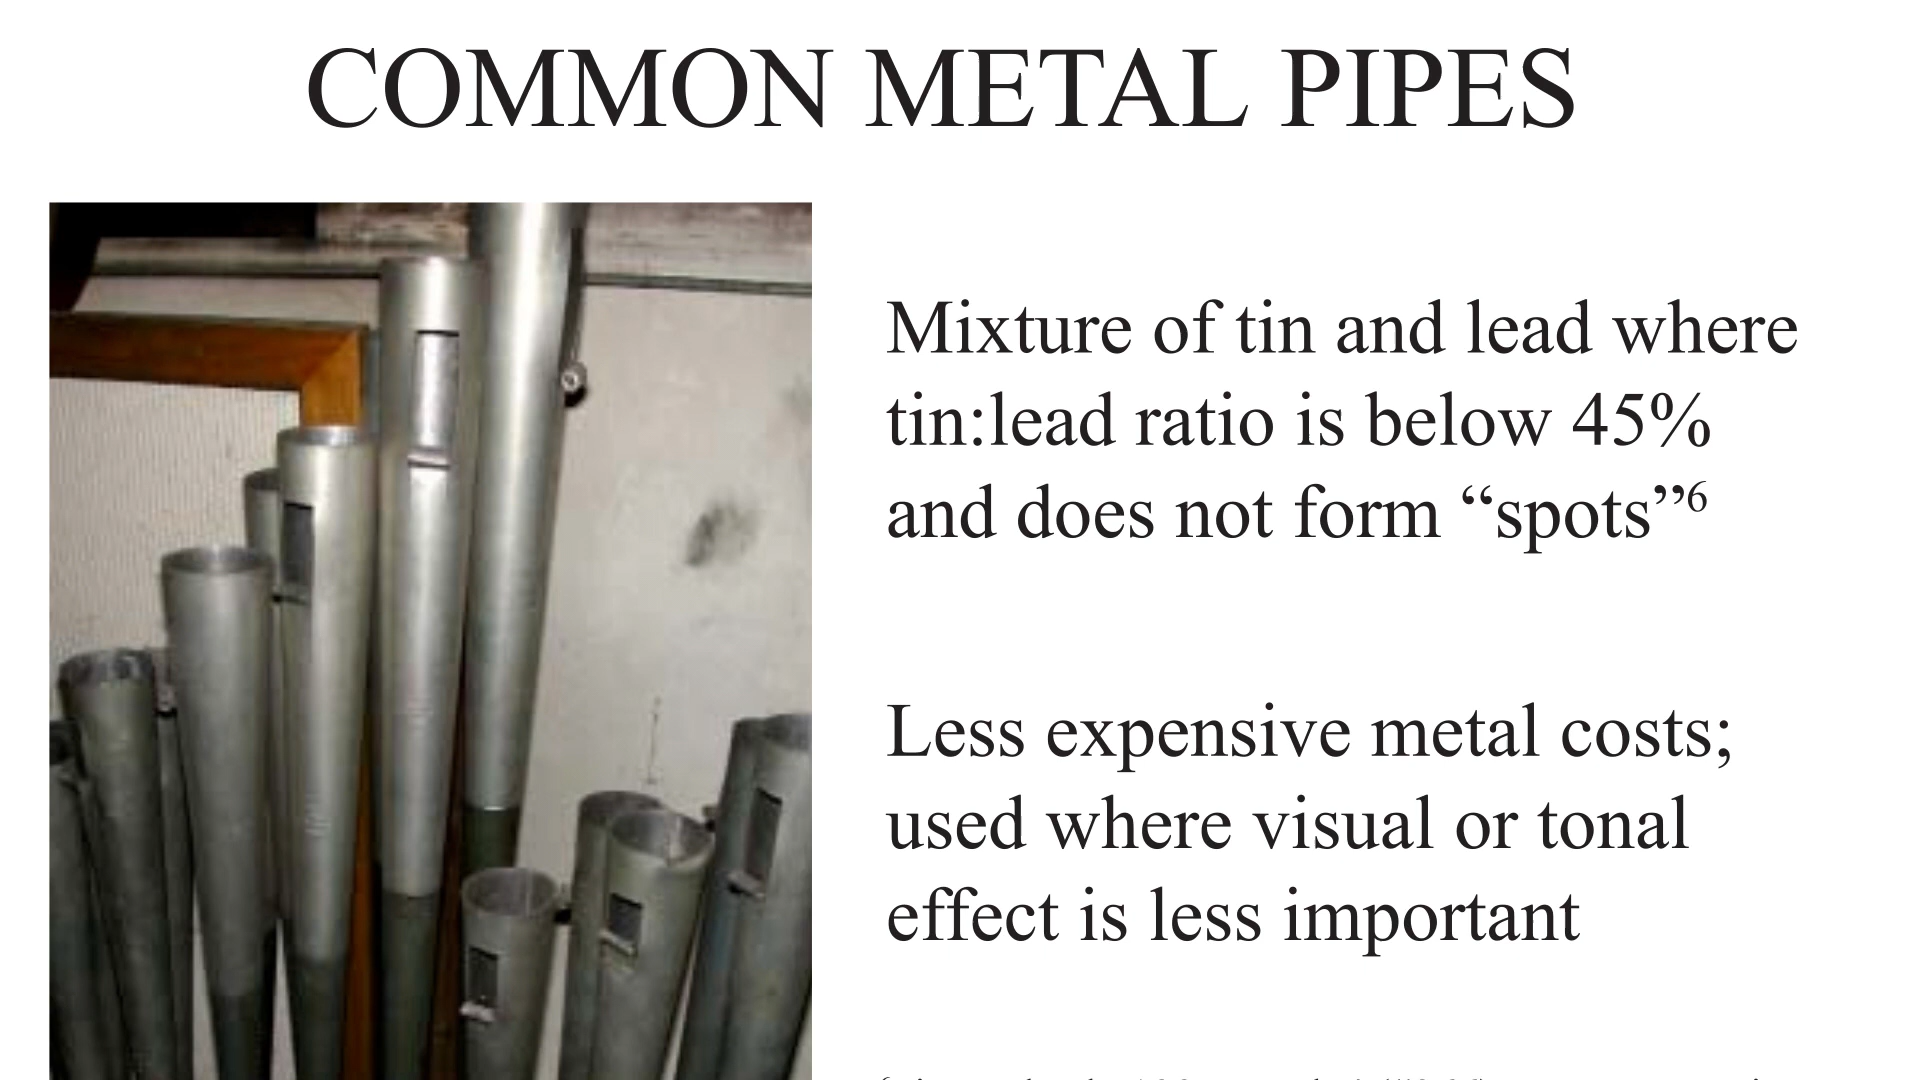 COMMON METAL PIPES
Mixture of tin and lead where
tin:lead ratio is below 45%
and does not form “spots”⁶
Less expensive metal costs;
used where visual or tonal
effect is less important